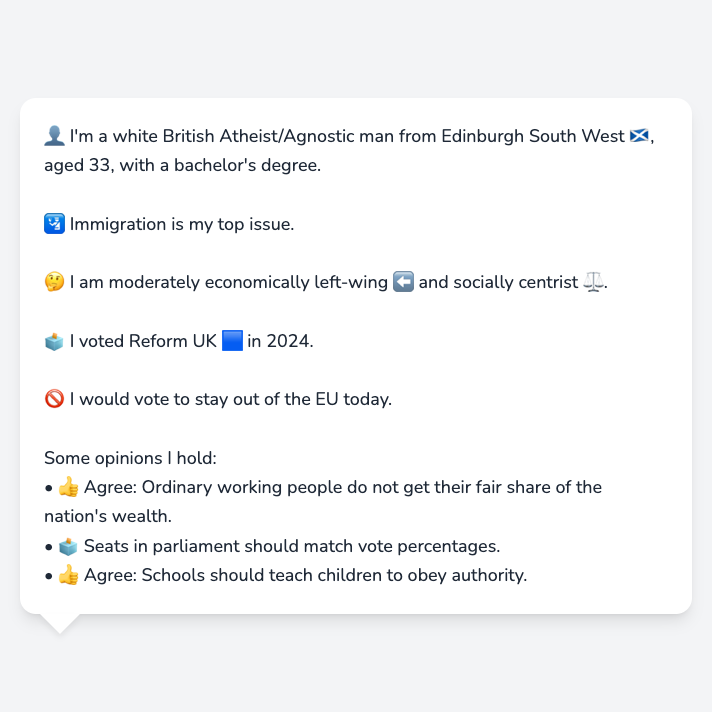 👤 I'm a white British Atheist/Agnostic man from Edinburgh South West 🏴󠁧󠁢󠁳󠁣󠁴󠁿,
aged 33, with a bachelor's degree.
🛂 Immigration is my top issue.
🤔 I am moderately economically left-wing ⬅️ and socially centrist ⚖️.
🗳️ I voted Reform UK 🟦 in 2024.
🚫 I would vote to stay out of the EU today.
Some opinions I hold:
• 👍 Agree: Ordinary working people do not get their fair share of the
nation's wealth.
• 🗳️ Seats in parliament should match vote percentages.
• 👍 Agree: Schools should teach children to obey authority.